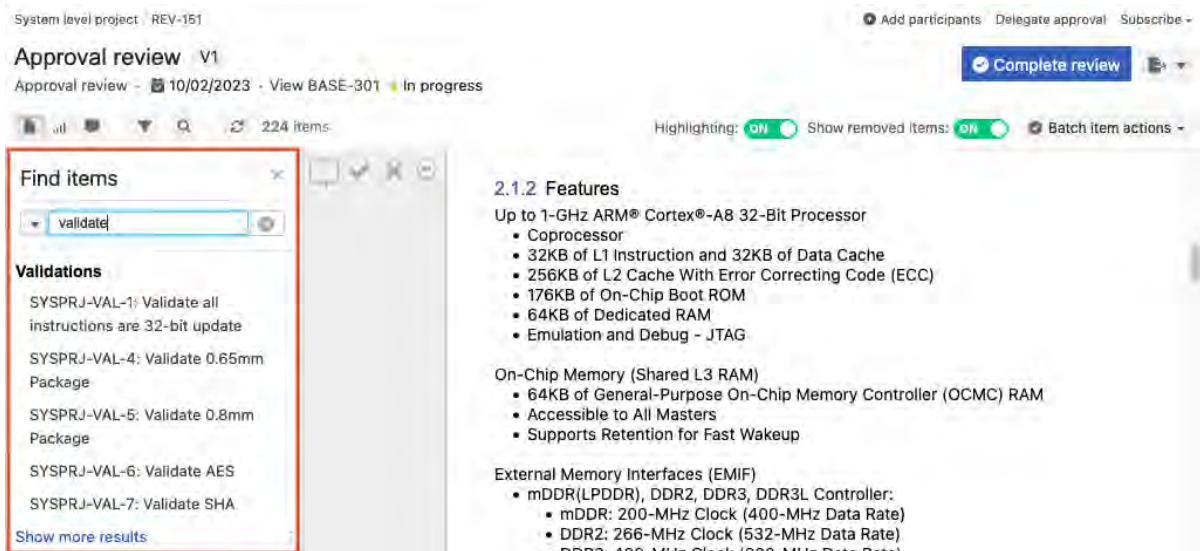 System level project REV-151
Add participants Delegate approval Subscribe
Approval review V1
Complete review
Approval review - 10/02/2023 - View BASE-301 In progress
224 items
Highlighting: ON Show removed items: ON Batch item actions
Find items
validate
Validations
SYSPRJ-VAL-1: Validate all
instructions are 32-bit update
SYSPRJ-VAL-4: Validate 0.65mm
Package
SYSPRJ-VAL-5: Validate 0.8mm
Package
SYSPRJ-VAL-6: Validate AES
SYSPRJ-VAL-7: Validate SHA
Show more results
2.1.2 Features
Up to 1-GHz ARM® Cortex®-A8 32-Bit Processor
• Coprocessor
• 32KB of L1 Instruction and 32KB of Data Cache
• 256KB of L2 Cache With Error Correcting Code (ECC)
• 176KB of On-Chip Boot ROM
• 64KB of Dedicated RAM
• Emulation and Debug - JTAG
On-Chip Memory (Shared L3 RAM)
• 64KB of General-Purpose On-Chip Memory Controller (OCMC) RAM
• Accessible to All Masters
• Supports Retention for Fast Wakeup
External Memory Interfaces (EMIF)
• mDDR(LPDDR), DDR2, DDR3, DDR3L Controller:
• mDDR: 200-MHz Clock (400-MHz Data Rate)
• DDR2: 266-MHz Clock (532-MHz Data Rate)